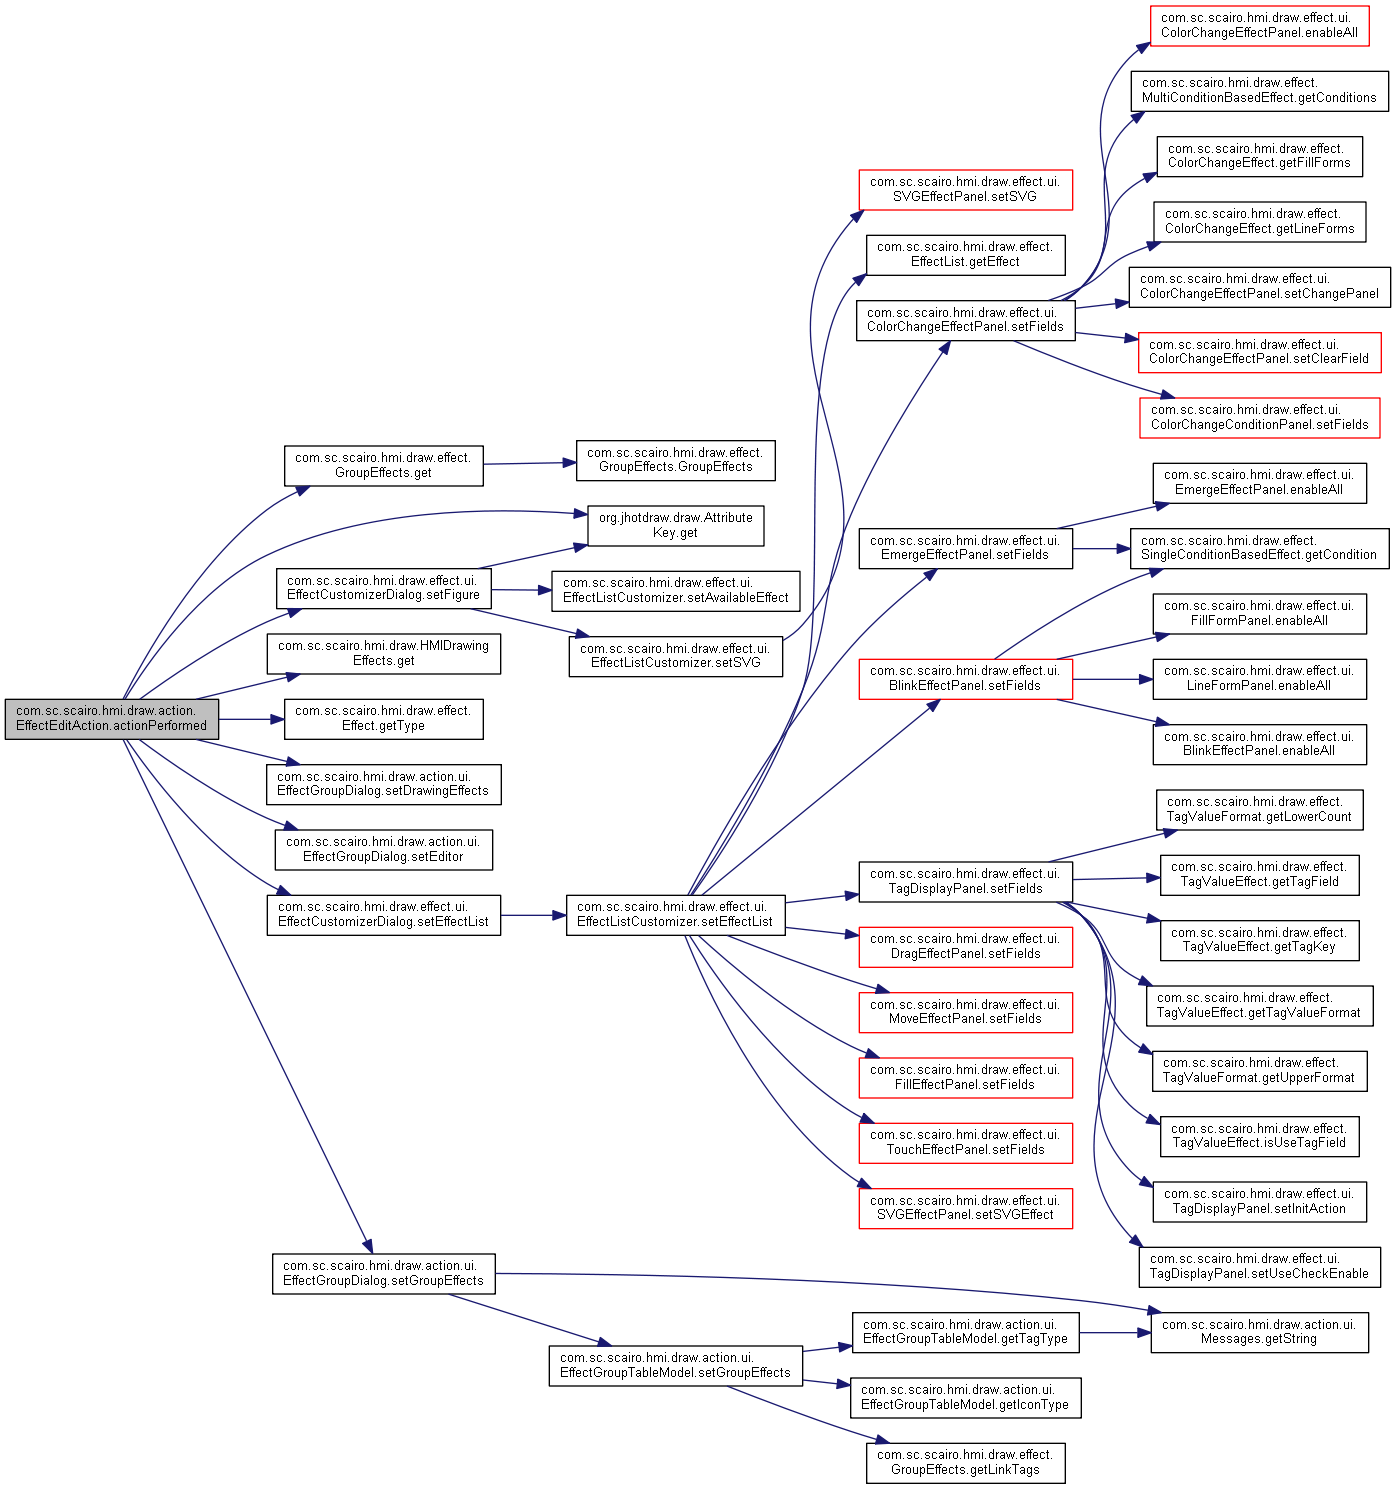 com.sc.scairo.hmi.draw.action.
EffectEditAction.actionPerformed
com.sc.scairo.hmi.draw.effect.
GroupEffects.get
com.sc.scairo.hmi.draw.effect.
GroupEffects.GroupEffects
org.jhotdraw.draw.Attribute
Key.get
com.sc.scairo.hmi.draw.effect.ui.
EffectCustomizerDialog.setFigure
com.sc.scairo.hmi.draw.effect.ui.
EffectListCustomizer.setAvailableEffect
com.sc.scairo.hmi.draw.effect.ui.
EffectListCustomizer.setSVG
com.sc.scairo.hmi.draw.HMIDrawing
Effects.get
com.sc.scairo.hmi.draw.effect.
Effect.getType
com.sc.scairo.hmi.draw.action.ui.
EffectGroupDialog.setDrawingEffects
com.sc.scairo.hmi.draw.action.ui.
EffectGroupDialog.setEditor
com.sc.scairo.hmi.draw.effect.ui.
EffectCustomizerDialog.setEffectList
com.sc.scairo.hmi.draw.effect.ui.
EffectListCustomizer.setEffectList
com.sc.scairo.hmi.draw.action.ui.
EffectGroupDialog.setGroupEffects
com.sc.scairo.hmi.draw.action.ui.
EffectGroupTableModel.setGroupEffects
com.sc.scairo.hmi.draw.effect.ui.
SVGEffectPanel.setSVG
com.sc.scairo.hmi.draw.effect.
EffectList.getEffect
com.sc.scairo.hmi.draw.effect.ui.
ColorChangeEffectPanel.setFields
com.sc.scairo.hmi.draw.effect.ui.
EmergeEffectPanel.setFields
com.sc.scairo.hmi.draw.effect.ui.
BlinkEffectPanel.setFields
com.sc.scairo.hmi.draw.effect.ui.
TagDisplayPanel.setFields
com.sc.scairo.hmi.draw.effect.ui.
DragEffectPanel.setFields
com.sc.scairo.hmi.draw.effect.ui.
MoveEffectPanel.setFields
com.sc.scairo.hmi.draw.effect.ui.
FillEffectPanel.setFields
com.sc.scairo.hmi.draw.effect.ui.
TouchEffectPanel.setFields
com.sc.scairo.hmi.draw.effect.ui.
SVGEffectPanel.setSVGEffect
com.sc.scairo.hmi.draw.action.ui.
EffectGroupTableModel.getTagType
com.sc.scairo.hmi.draw.action.ui.
EffectGroupTableModel.getIconType
com.sc.scairo.hmi.draw.effect.
GroupEffects.getLinkTags
com.sc.scairo.hmi.draw.effect.ui.
ColorChangeEffectPanel.enableAll
com.sc.scairo.hmi.draw.effect.
MultiConditionBasedEffect.getConditions
com.sc.scairo.hmi.draw.effect.
ColorChangeEffect.getFillForms
com.sc.scairo.hmi.draw.effect.
ColorChangeEffect.getLineForms
com.sc.scairo.hmi.draw.effect.ui.
ColorChangeEffectPanel.setChangePanel
com.sc.scairo.hmi.draw.effect.ui.
ColorChangeEffectPanel.setClearField
com.sc.scairo.hmi.draw.effect.ui.
ColorChangeConditionPanel.setFields
com.sc.scairo.hmi.draw.effect.ui.
EmergeEffectPanel.enableAll
com.sc.scairo.hmi.draw.effect.
SingleConditionBasedEffect.getCondition
com.sc.scairo.hmi.draw.effect.ui.
FillFormPanel.enableAll
com.sc.scairo.hmi.draw.effect.ui.
LineFormPanel.enableAll
com.sc.scairo.hmi.draw.effect.ui.
BlinkEffectPanel.enableAll
com.sc.scairo.hmi.draw.effect.
TagValueFormat.getLowerCount
com.sc.scairo.hmi.draw.effect.
TagValueEffect.getTagField
com.sc.scairo.hmi.draw.effect.
TagValueEffect.getTagKey
com.sc.scairo.hmi.draw.effect.
TagValueEffect.getTagValueFormat
com.sc.scairo.hmi.draw.effect.
TagValueFormat.getUpperFormat
com.sc.scairo.hmi.draw.effect.
TagValueEffect.isUseTagField
com.sc.scairo.hmi.draw.effect.ui.
TagDisplayPanel.setInitAction
com.sc.scairo.hmi.draw.effect.ui.
TagDisplayPanel.setUseCheckEnable
com.sc.scairo.hmi.draw.action.ui.
Messages.getString